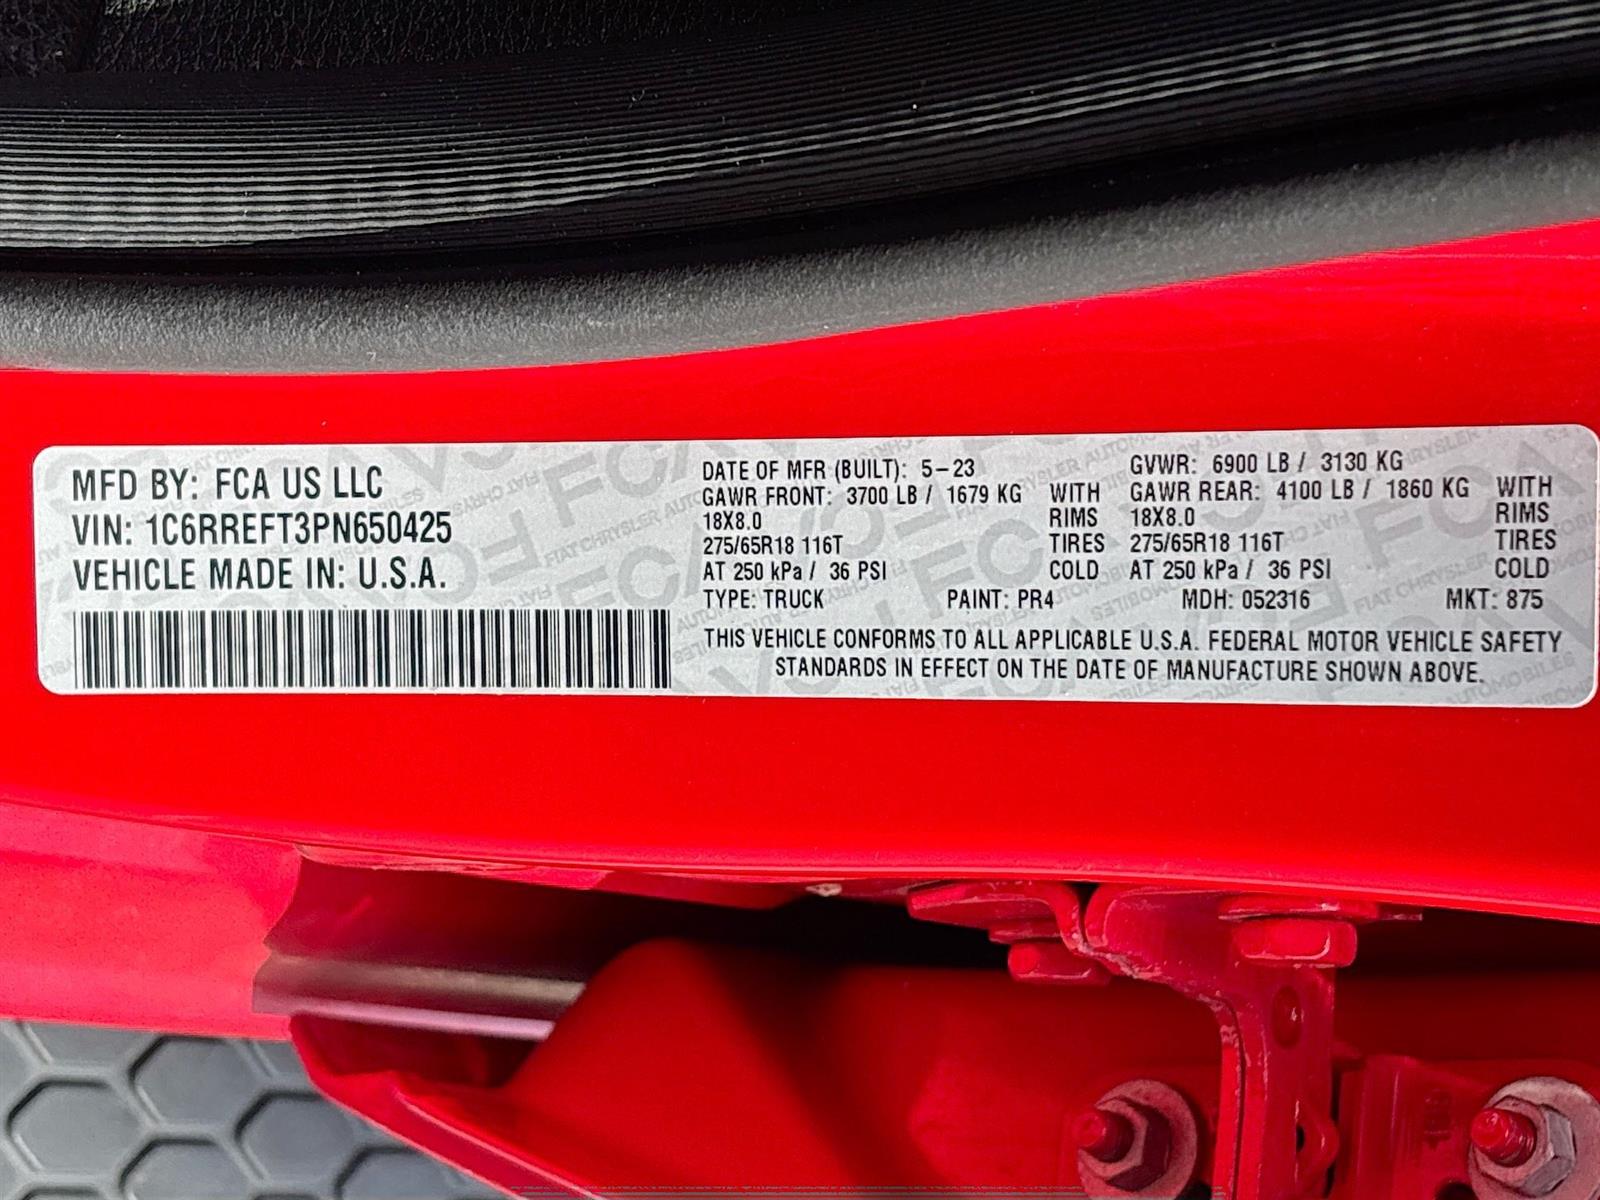 MFD BY: FCA US LLC
VIN: 1C6RREFT3PN650425
VEHICLE MADE IN: U.S.A.
DATE OF MFR (BUILT): 5-23 GVWR: 6900 LB / 3130 KG
GAWR FRONT: 3700 LB / 1679 KG WITH GAWR REAR: 4100 LB / 1860 KG WITH
18X8.0 RIMS 18X8.0 RIMS
275/65R18 116T TIRES 275/65R18 116T TIRES
AT 250 kPa / 36 PSI COLD AT 250 kPa / 36 PSI COLD
TYPE: TRUCK PAINT: PR4 MDH: 052316 MKT: 875
THIS VEHICLE CONFORMS TO ALL APPLICABLE U.S.A. FEDERAL MOTOR VEHICLE SAFETY
STANDARDS IN EFFECT ON THE DATE OF MANUFACTURE SHOWN ABOVE.